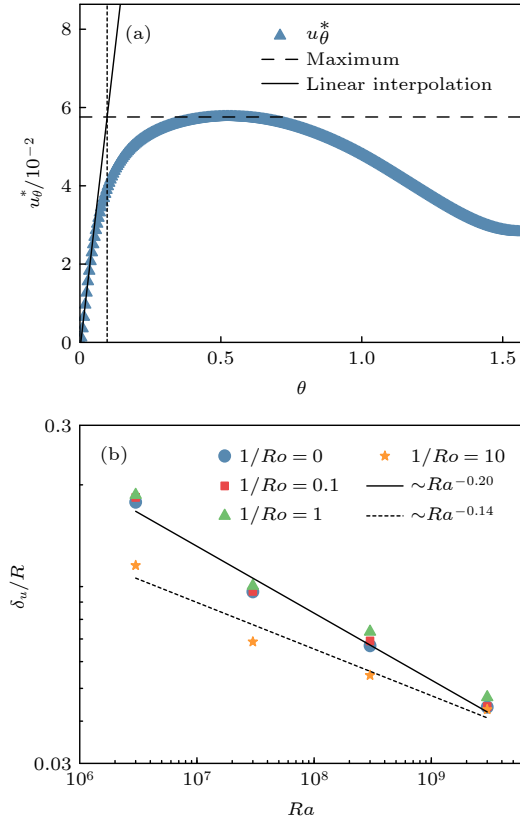 (a)
u*θ
Maximum
Linear interpolation
8
6
4
2
0
u*θ/10⁻²
0
0.5
1.0
1.5
θ
(b)
1/Ro = 0
1/Ro = 0.1
1/Ro = 1
1/Ro = 10
~Ra⁻⁰·²⁰
~Ra⁻⁰·¹⁴
0.3
0.03
δu/R
10⁶
10⁷
10⁸
10⁹
Ra